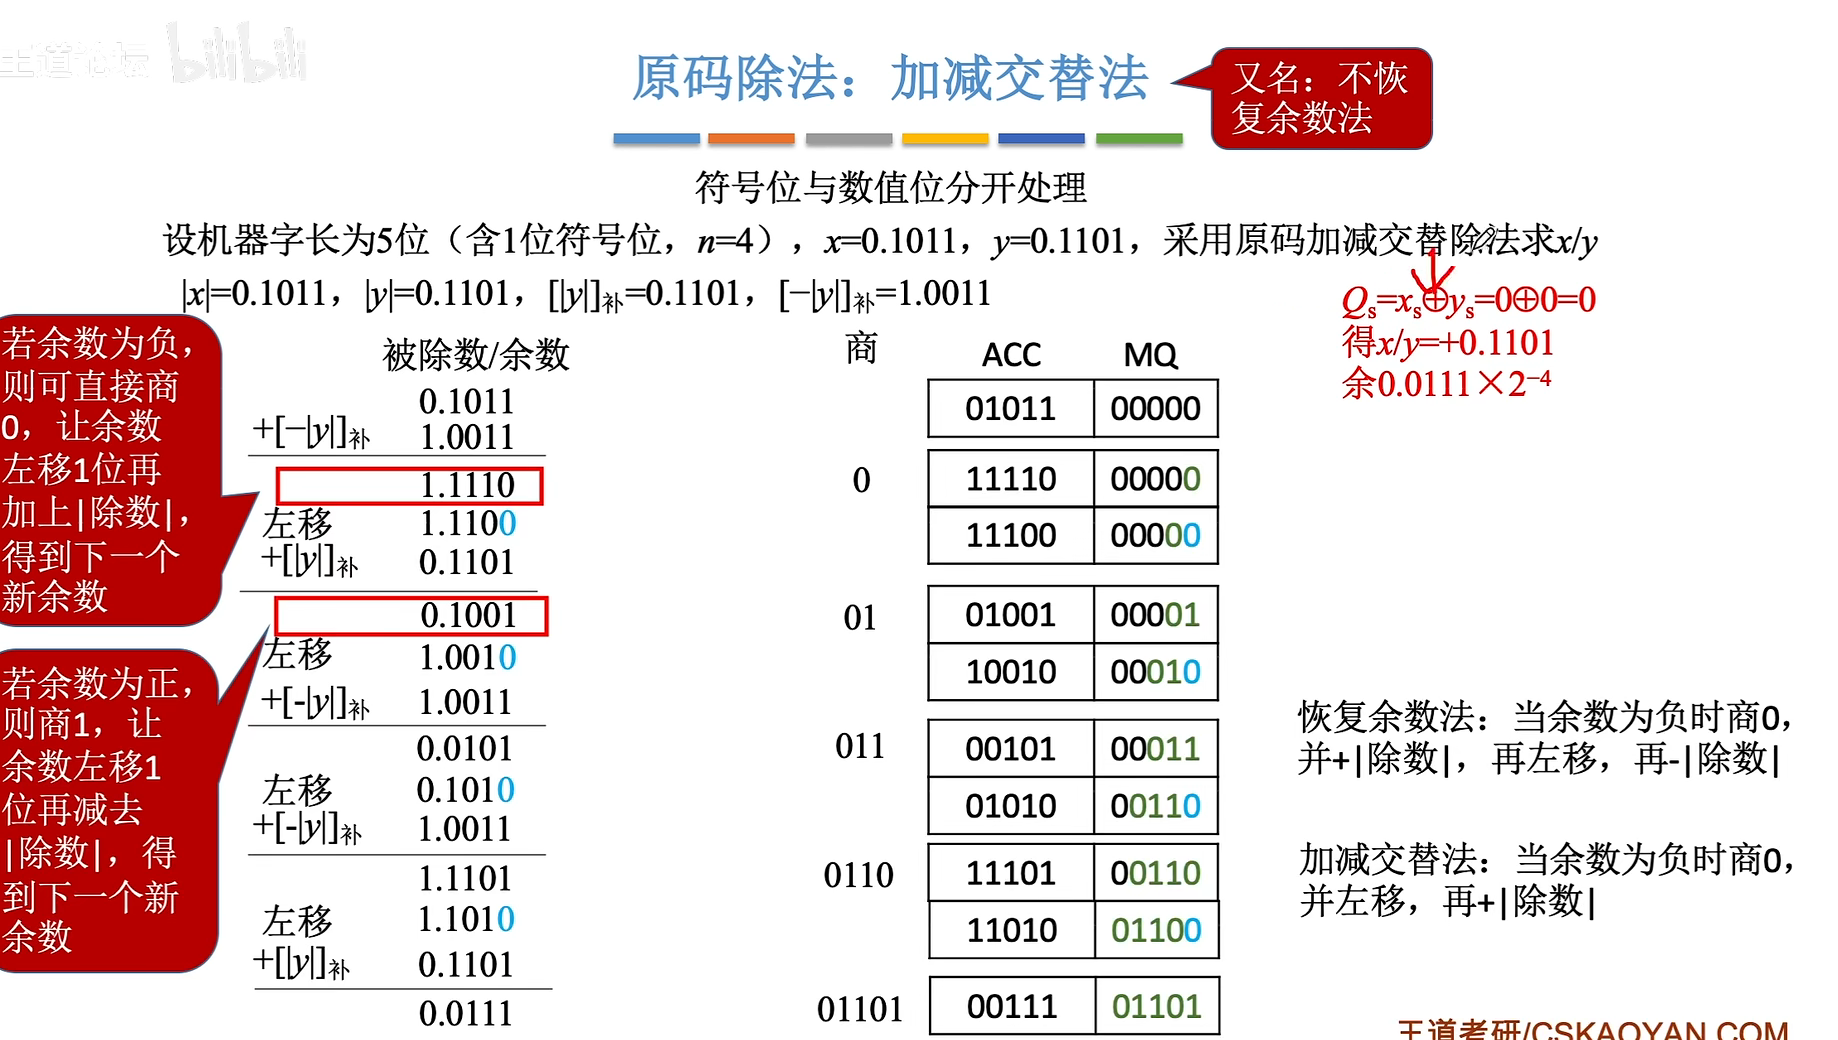 王道论坛 bilibili
原码除法：加减交替法
又名：不恢
复余数法
符号位与数值位分开处理
设机器字长为5位（含1位符号位，n=4），x=0.1011，y=0.1101，采用原码加减交替除法求x/y
|x|=0.1011，|y|=0.1101，[|y|]补=0.1101，[−|y|]补=1.0011
Qs=xs⊕ys=0⊕0=0
得x/y=+0.1101
余0.0111×2⁻⁴
若余数为负，
则可直接商
0，让余数
左移1位再
加上|除数|，
得到下一个
新余数
若余数为正，
则商1，让
余数左移1
位再减去
|除数|，得
到下一个新
余数
被除数/余数 商 ACC MQ
0.1011 01011 00000
+[−|y|]补 1.0011
1.1110 0 11110 00000
左移 1.1100 11100 00000
+[|y|]补 0.1101
0.1001 01 01001 00001
左移 1.0010 10010 00010
+[-|y|]补 1.0011
0.0101 011 00101 00011
左移 0.1010 01010 00110
+[-|y|]补 1.0011
1.1101 0110 11101 00110
左移 1.1010 11010 01100
+[|y|]补 0.1101
0.0111 01101 00111 01101
恢复余数法：当余数为负时商0，
并+|除数|，再左移，再-|除数|
加减交替法：当余数为负时商0，
并左移，再+|除数|
王道考研/CSKAOYAN.COM